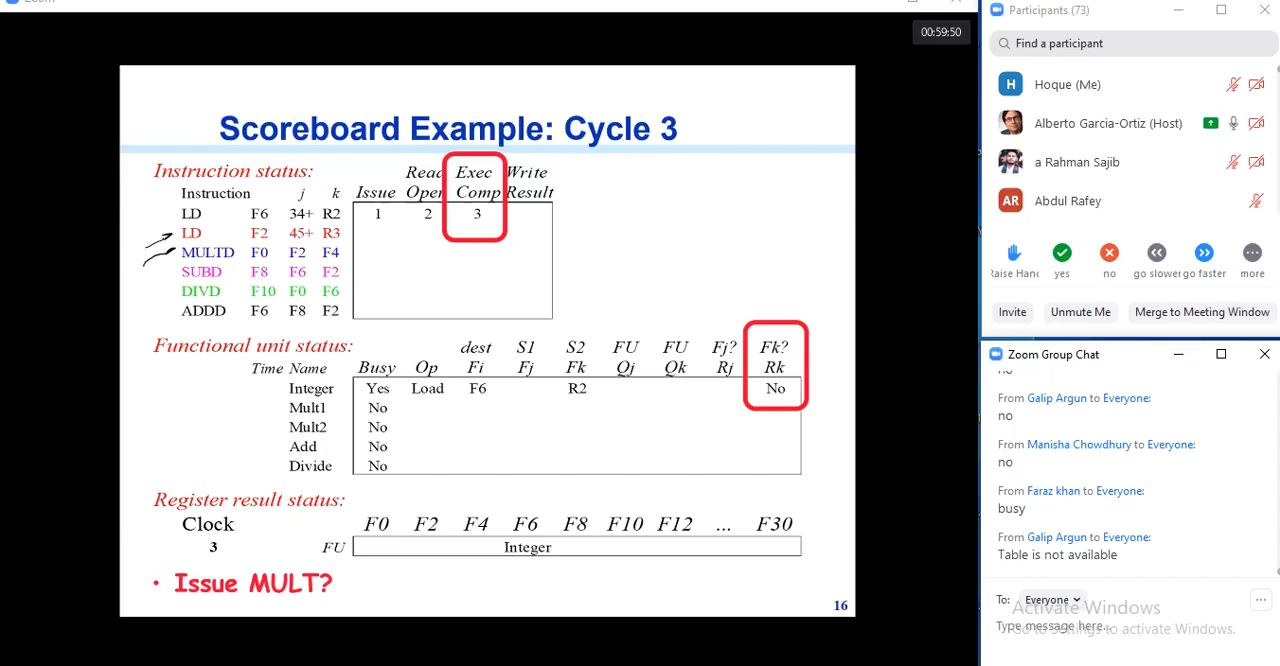 Zoom
00:59:50
Scoreboard Example: Cycle 3
Instruction status: Read Exec Write
Instruction j k Issue Oper Comp Result
LD F6 34+ R2 1 2 3
LD F2 45+ R3
MULTD F0 F2 F4
SUBD F8 F6 F2
DIVD F10 F0 F6
ADDD F6 F8 F2
Functional unit status: dest S1 S2 FU FU Fj? Fk?
Time Name Busy Op Fi Fj Fk Qj Qk Rj Rk
Integer Yes Load F6 R2 No
Mult1 No
Mult2 No
Add No
Divide No
Register result status:
Clock F0 F2 F4 F6 F8 F10 F12 ... F30
3 FU Integer
• Issue MULT?
16
Participants (73)
Find a participant
H Hoque (Me)
Alberto Garcia-Ortiz (Host)
a Rahman Sajib
AR Abdul Rafey
Raise Hand yes no go slower go faster more
Invite Unmute Me Merge to Meeting Window
Zoom Group Chat
no
From Galip Argun to Everyone:
no
From Manisha Chowdhury to Everyone:
no
From Faraz khan to Everyone:
busy
From Galip Argun to Everyone:
Table is not available
To: Everyone
Type message here...
Activate Windows
Go to Settings to activate Windows.